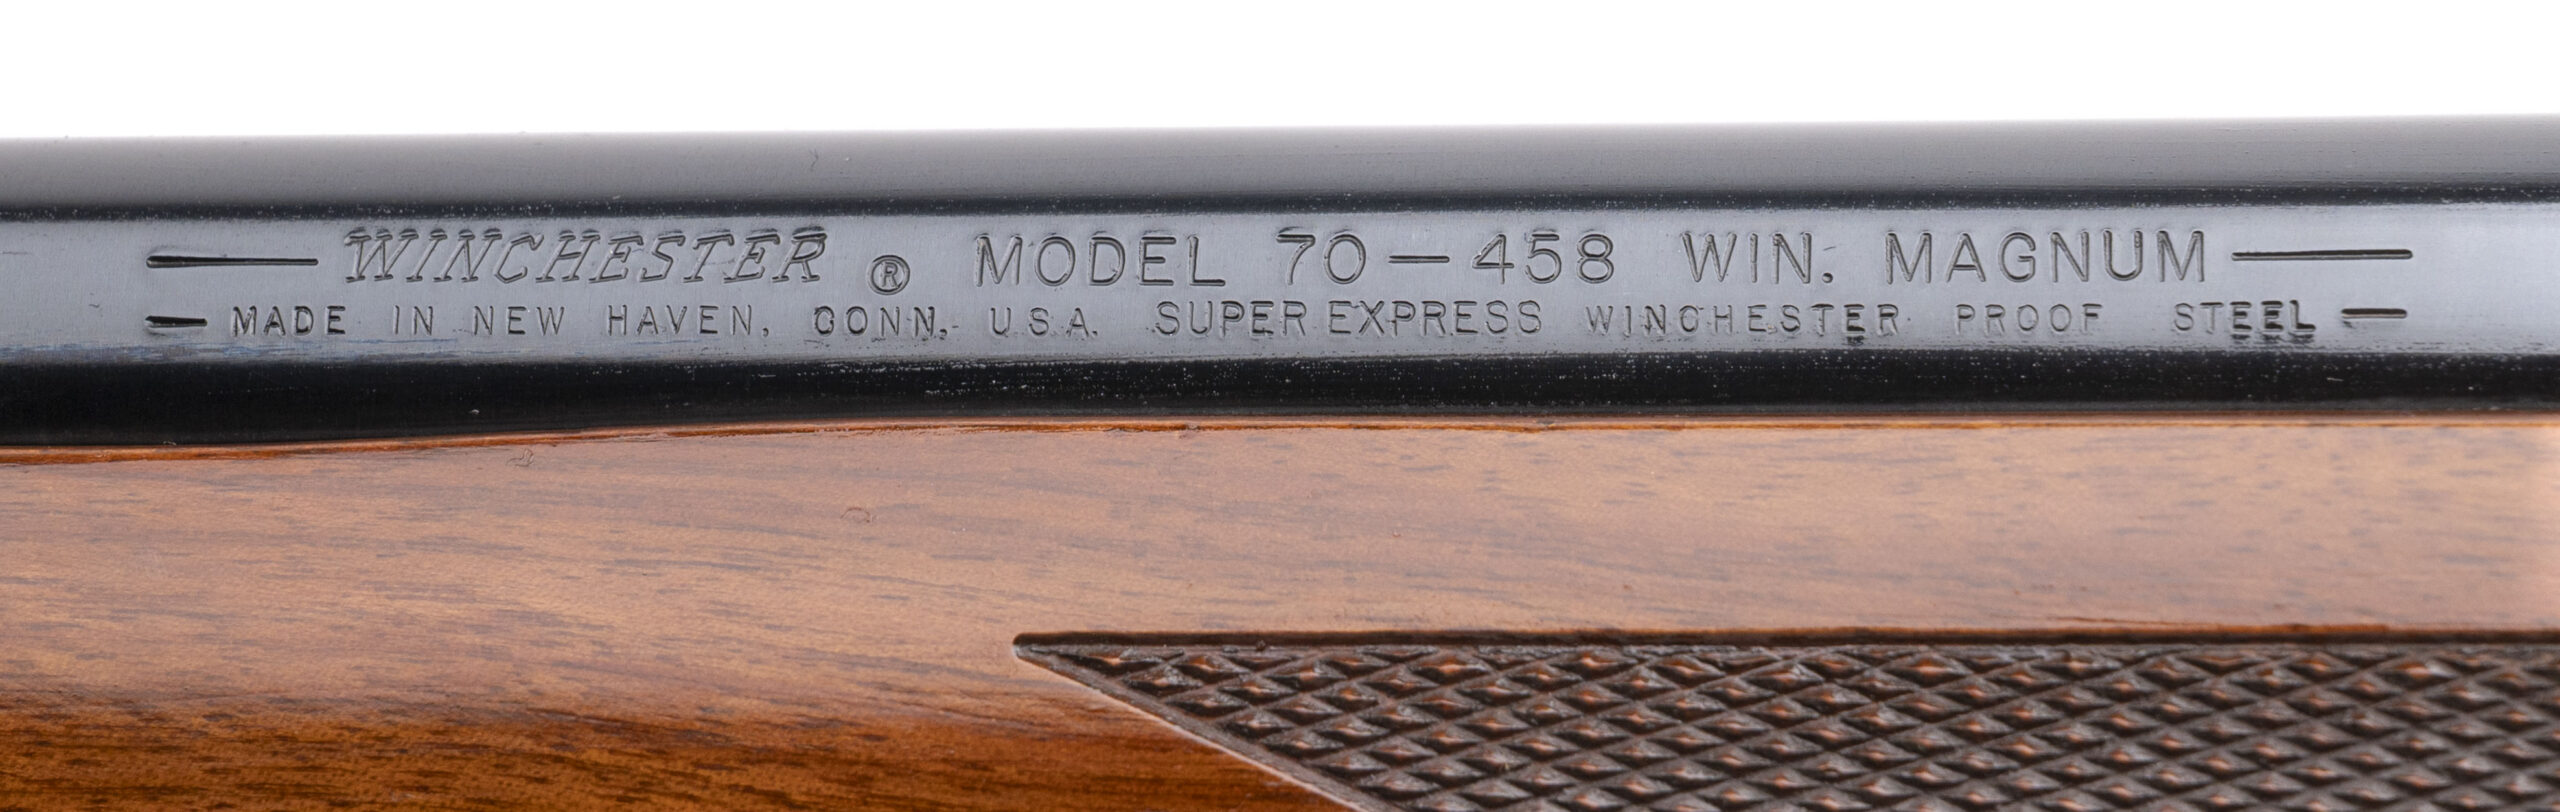 WINCHESTER ® MODEL 70 — 458 WIN. MAGNUM
MADE IN NEW HAVEN, CONN. U.S.A. SUPER EXPRESS WINCHESTER PROOF STEEL